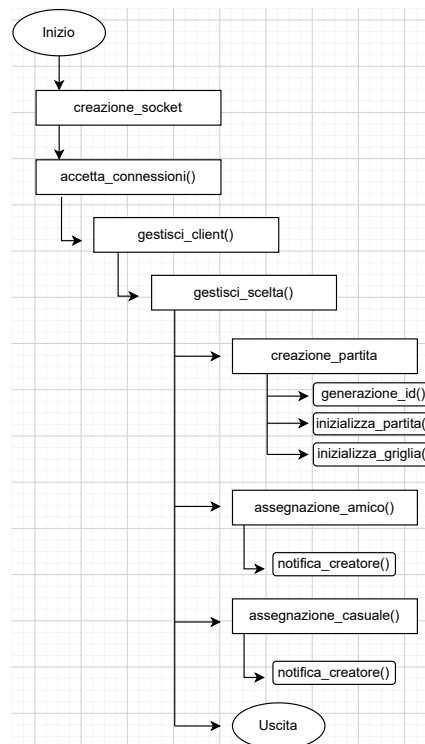 Inizio
creazione_socket
accetta_connessioni()
gestisci_client()
gestisci_scelta()
creazione_partita
generazione_id()
inizializza_partita(
inizializza_griglia(
assegnazione_amico()
notifica_creatore()
assegnazione_casuale()
notifica_creatore()
Uscita